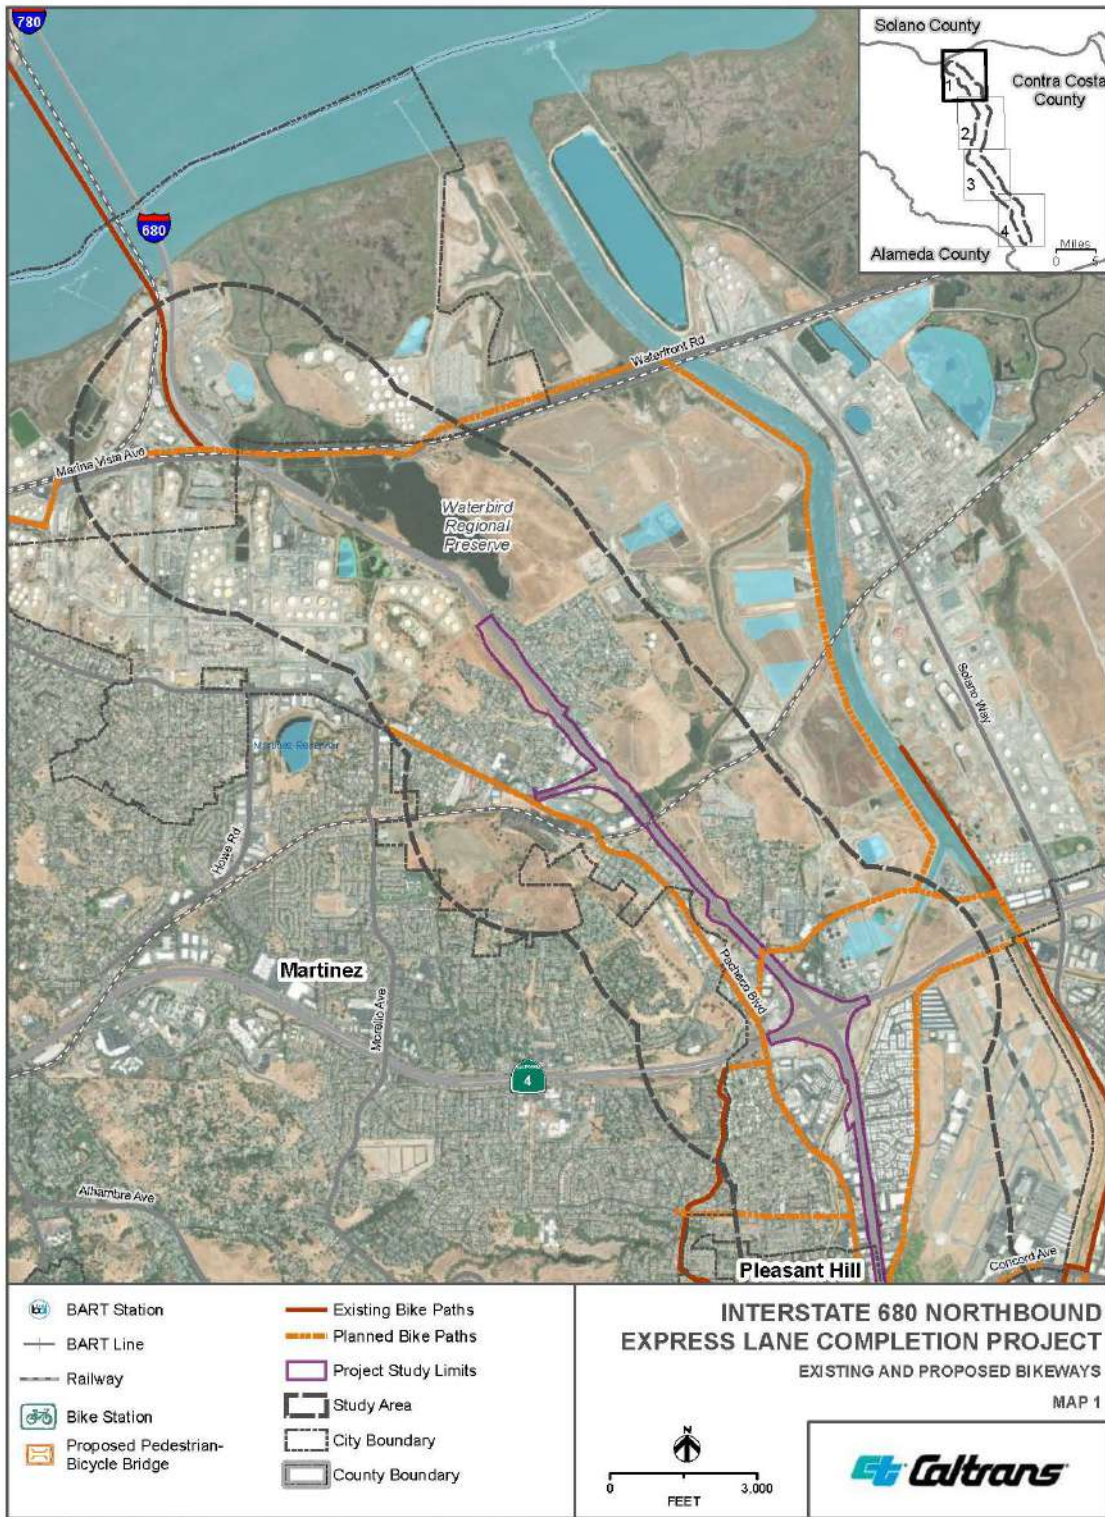 780
Solano County
Contra Costa
County
1
2
3
4
Alameda County
Miles
0 5
680
Waterfront Rd
Marina Vista Ave
Waterbird
Regional
Preserve
Solano Way
Martinez Reservoir
Howe Rd
Martinez
Morello Ave
Pacheco Blvd
4
Alhambra Ave
Concord Ave
Pleasant Hill
BART Station
BART Line
Railway
Bike Station
Proposed Pedestrian-
Bicycle Bridge
Existing Bike Paths
Planned Bike Paths
Project Study Limits
Study Area
City Boundary
County Boundary
INTERSTATE 680 NORTHBOUND
EXPRESS LANE COMPLETION PROJECT
EXISTING AND PROPOSED BIKEWAYS
MAP 1
N
0 3,000
FEET
ct Caltrans